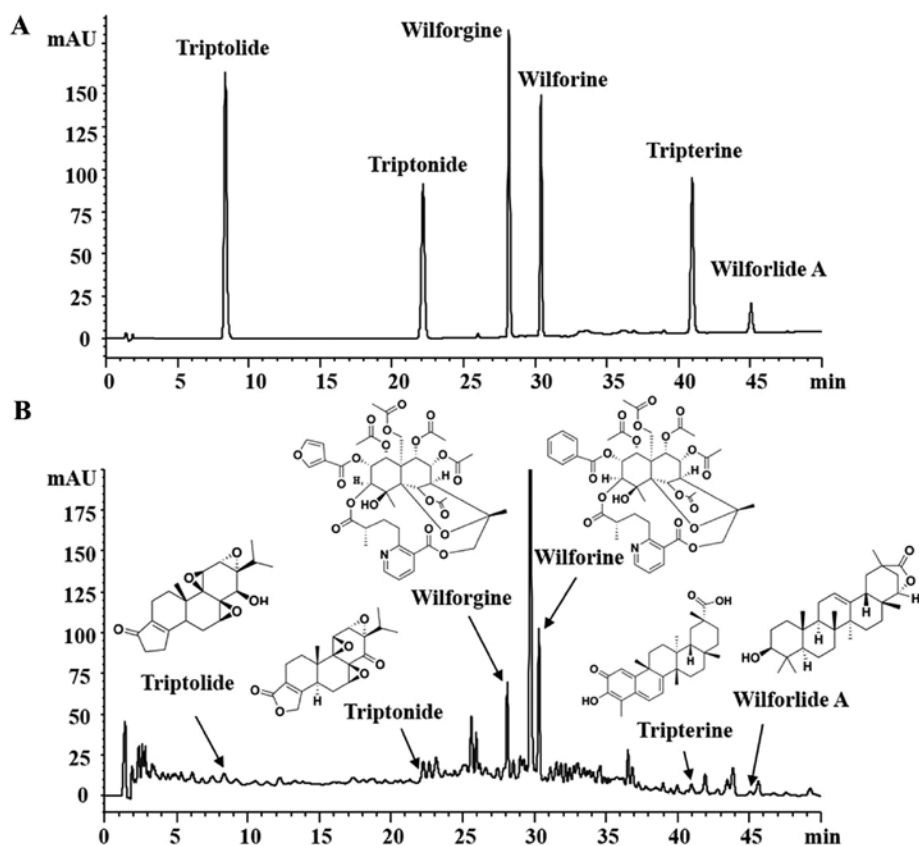 A
mAU
150
125
100
75
50
25
0
Triptolide
Triptonide
Wilforgine
Wilforine
Tripterine
Wilforlide A
0 5 10 15 20 25 30 35 40 45 min
B
mAU
175
150
125
100
75
50
25
0
Triptolide
Triptonide
Wilforgine
Wilforine
Tripterine
Wilforlide A
0 5 10 15 20 25 30 35 40 45 min